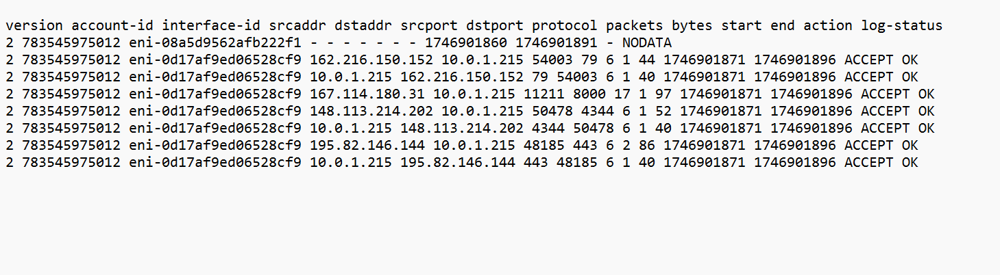 version account-id interface-id srcaddr dstaddr srcport dstport protocol packets bytes start end action log-status
2 783545975012 eni-08a5d9562afb222f1 - - - - - - - 1746901860 1746901891 - NODATA
2 783545975012 eni-0d17af9ed06528cf9 162.216.150.152 10.0.1.215 54003 79 6 1 44 1746901871 1746901896 ACCEPT OK
2 783545975012 eni-0d17af9ed06528cf9 10.0.1.215 162.216.150.152 79 54003 6 1 40 1746901871 1746901896 ACCEPT OK
2 783545975012 eni-0d17af9ed06528cf9 167.114.180.31 10.0.1.215 11211 8000 17 1 97 1746901871 1746901896 ACCEPT OK
2 783545975012 eni-0d17af9ed06528cf9 148.113.214.202 10.0.1.215 50478 4344 6 1 52 1746901871 1746901896 ACCEPT OK
2 783545975012 eni-0d17af9ed06528cf9 10.0.1.215 148.113.214.202 4344 50478 6 1 40 1746901871 1746901896 ACCEPT OK
2 783545975012 eni-0d17af9ed06528cf9 195.82.146.144 10.0.1.215 48185 443 6 2 86 1746901871 1746901896 ACCEPT OK
2 783545975012 eni-0d17af9ed06528cf9 10.0.1.215 195.82.146.144 443 48185 6 1 40 1746901871 1746901896 ACCEPT OK